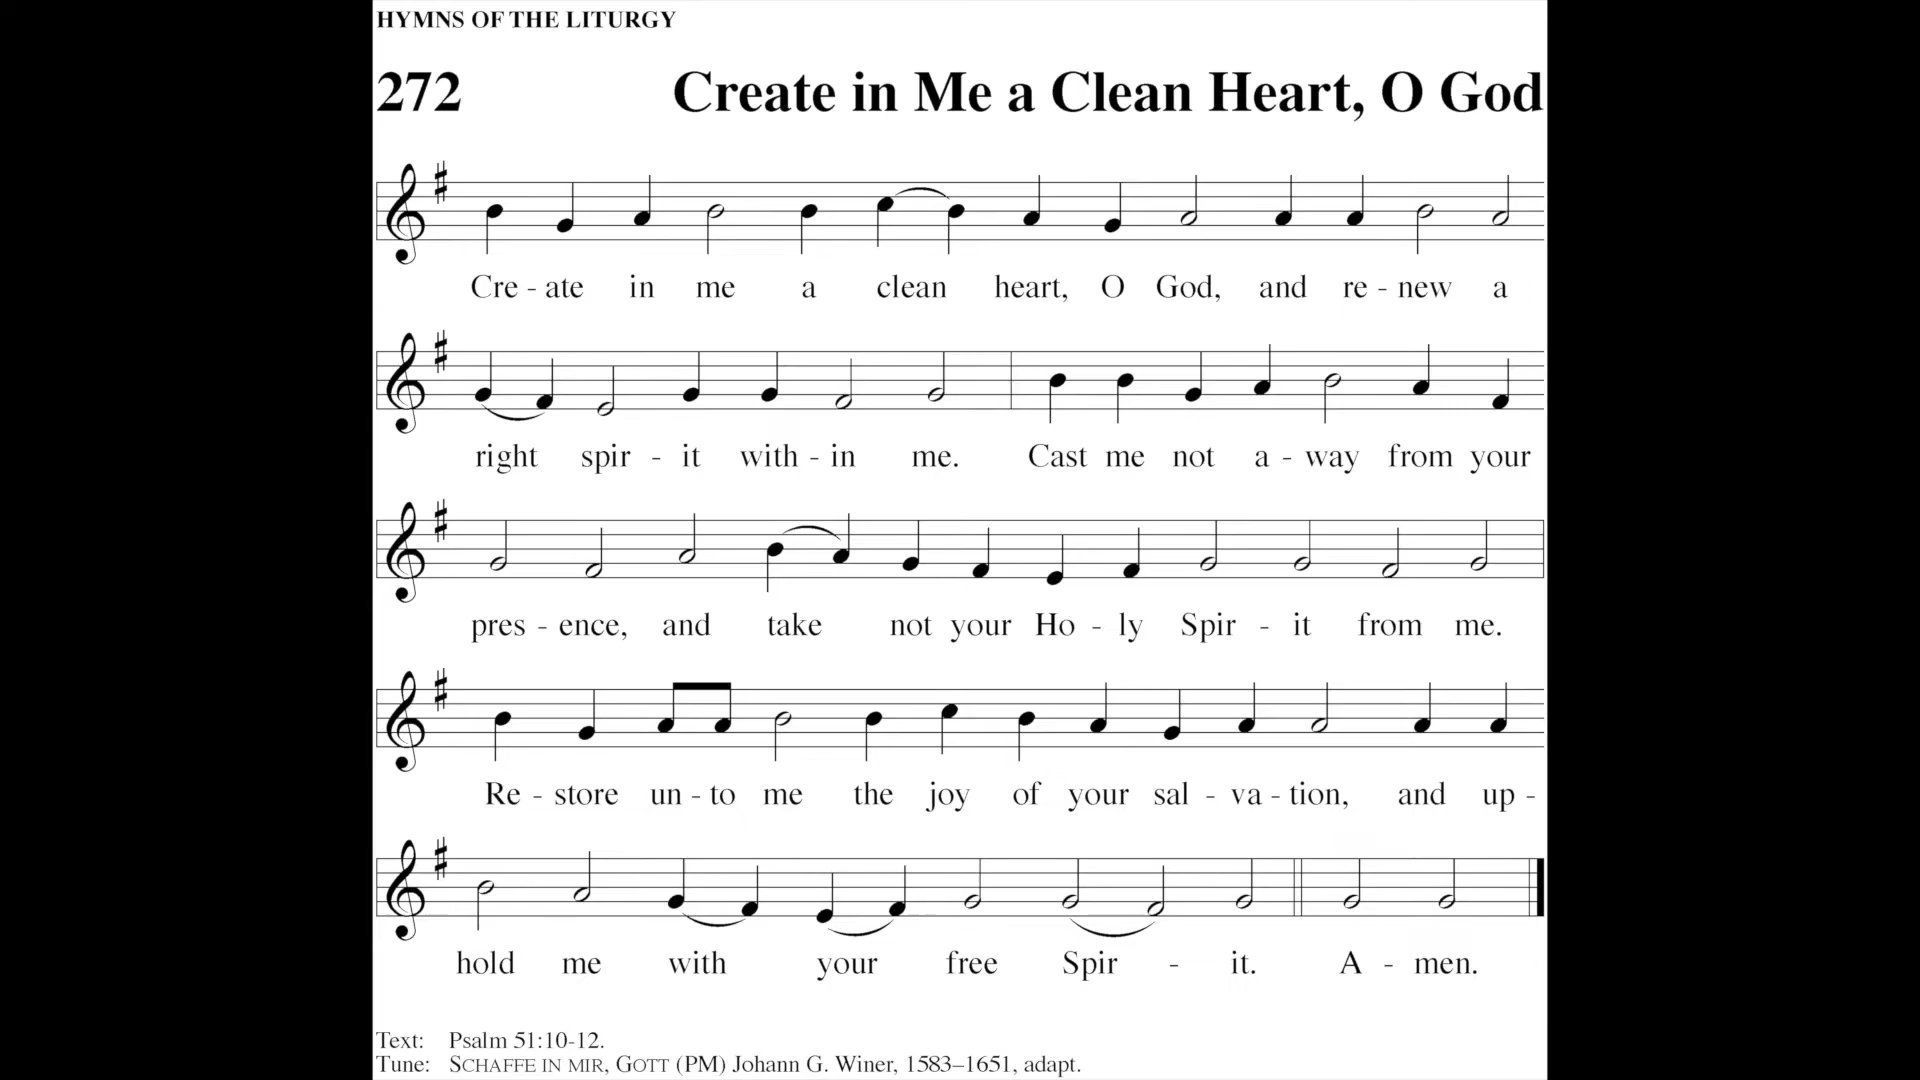 HYMNS OF THE LITURGY
272 Create in Me a Clean Heart, O God
Cre - ate in me a clean heart, O God, and re - new a
right spir - it with - in me. Cast me not a - way from your
pres - ence, and take not your Ho - ly Spir - it from me.
Re - store un - to me the joy of your sal - va - tion, and up -
hold me with your free Spir - it. A - men.
Text: Psalm 51:10-12.
Tune: SCHAFFE IN MIR, GOTT (PM) Johann G. Winer, 1583–1651, adapt.